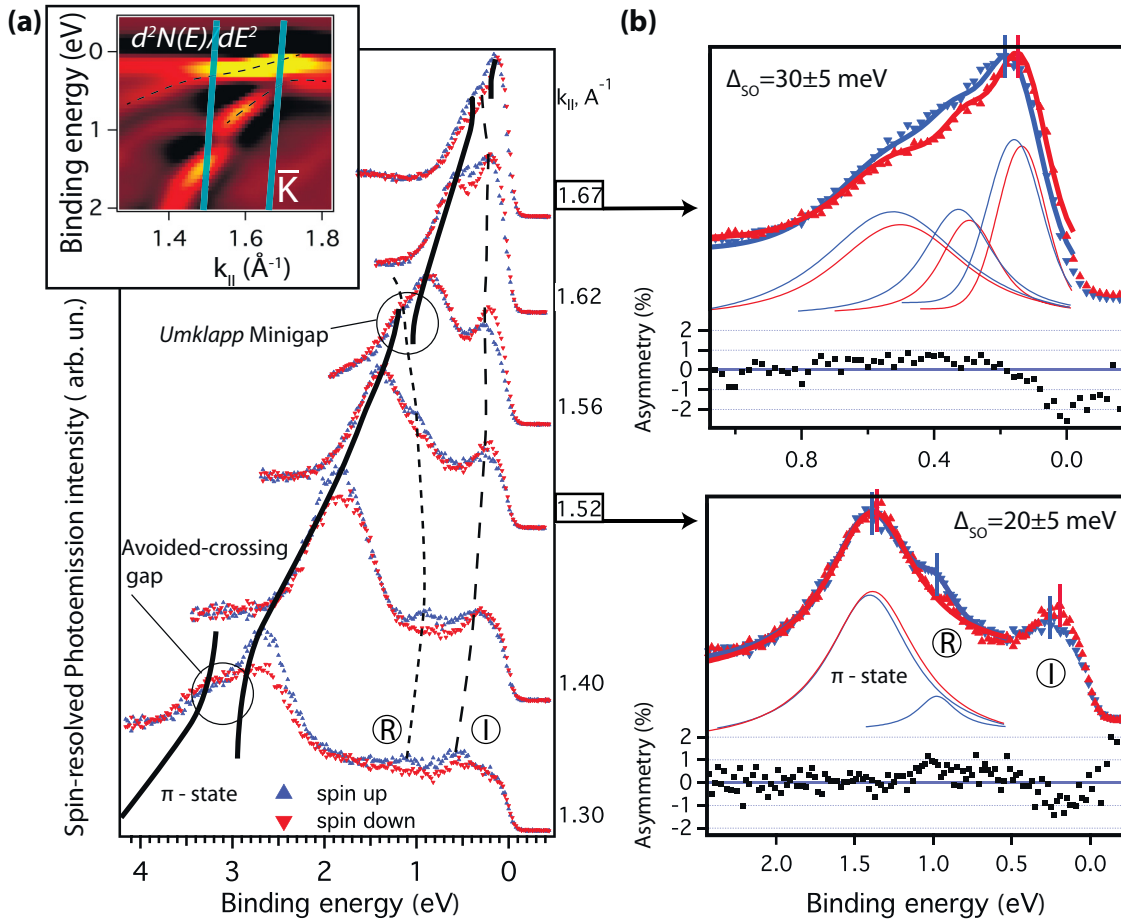 (a)
d²N(E)/dE²
Binding energy (eV)
0
1
2
1.4
1.6
1.8
k|| (Å⁻¹)
K̅
k||, A⁻¹
1.67
1.62
1.56
1.52
1.40
1.30
Umklapp Minigap
Avoided-crossing
gap
R
I
π - state
spin up
spin down
Spin-resolved Photoemission intensity ( arb. un.)
4
3
2
1
0
Binding energy (eV)
(b)
ΔSO=30±5 meV
Asymmetry (%)
2
1
0
-1
-2
0.8
0.4
0.0
ΔSO=20±5 meV
R
I
π - state
Asymmetry (%)
2
1
0
-1
-2
2.0
1.5
1.0
0.5
0.0
Binding energy (eV)